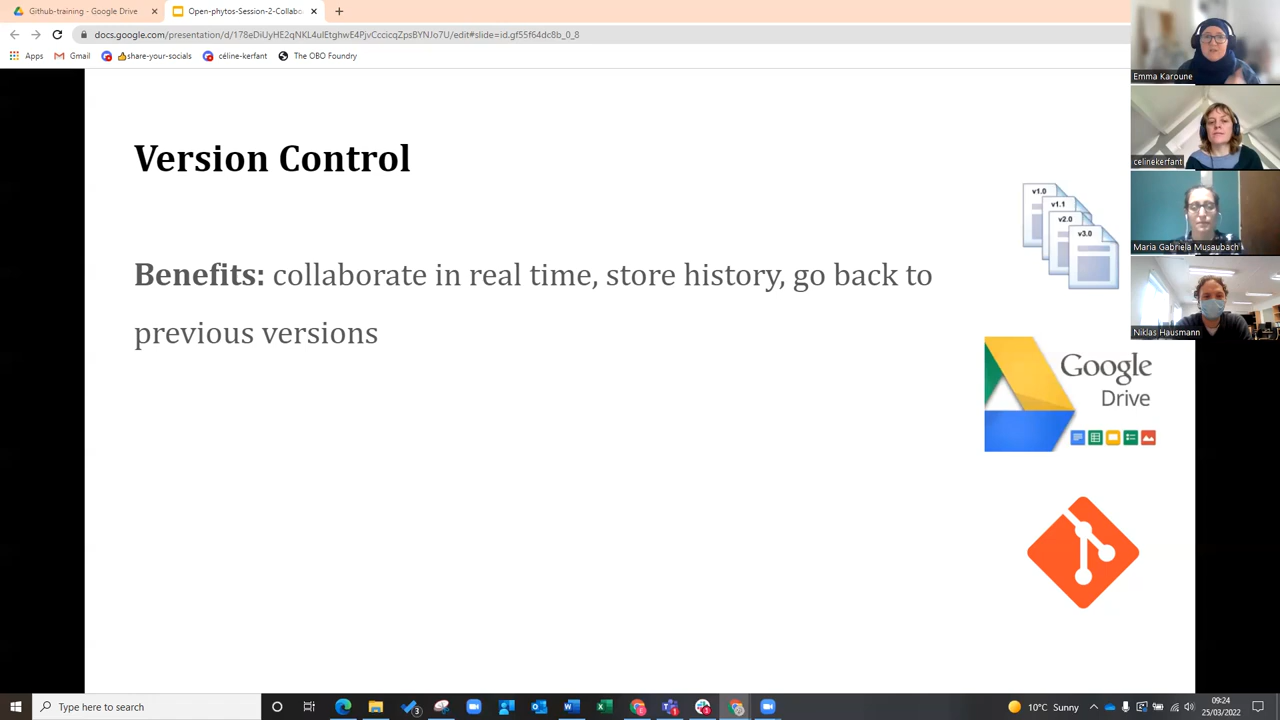 Github-training - Google Drive
Open-phytos-Session-2-Collabo
docs.google.com/presentation/d/178eDiUyHE2qNKL4uIEtghwE4PjvCccicqZpsBYNJo7U/edit#slide=id.gf55f64dc8b_0_8
Apps
Gmail
share-your-socials
céline-kerfant
The OBO Foundry
Emma Karoune
celinekerfant
Maria Gabriela Musaubach
Niklas Hausmann
Version Control
Benefits: collaborate in real time, store history, go back to
previous versions
v1.0
v1.1
v2.0
v3.0
Google
Drive
Type here to search
3
10°C Sunny
09:24
25/03/2022